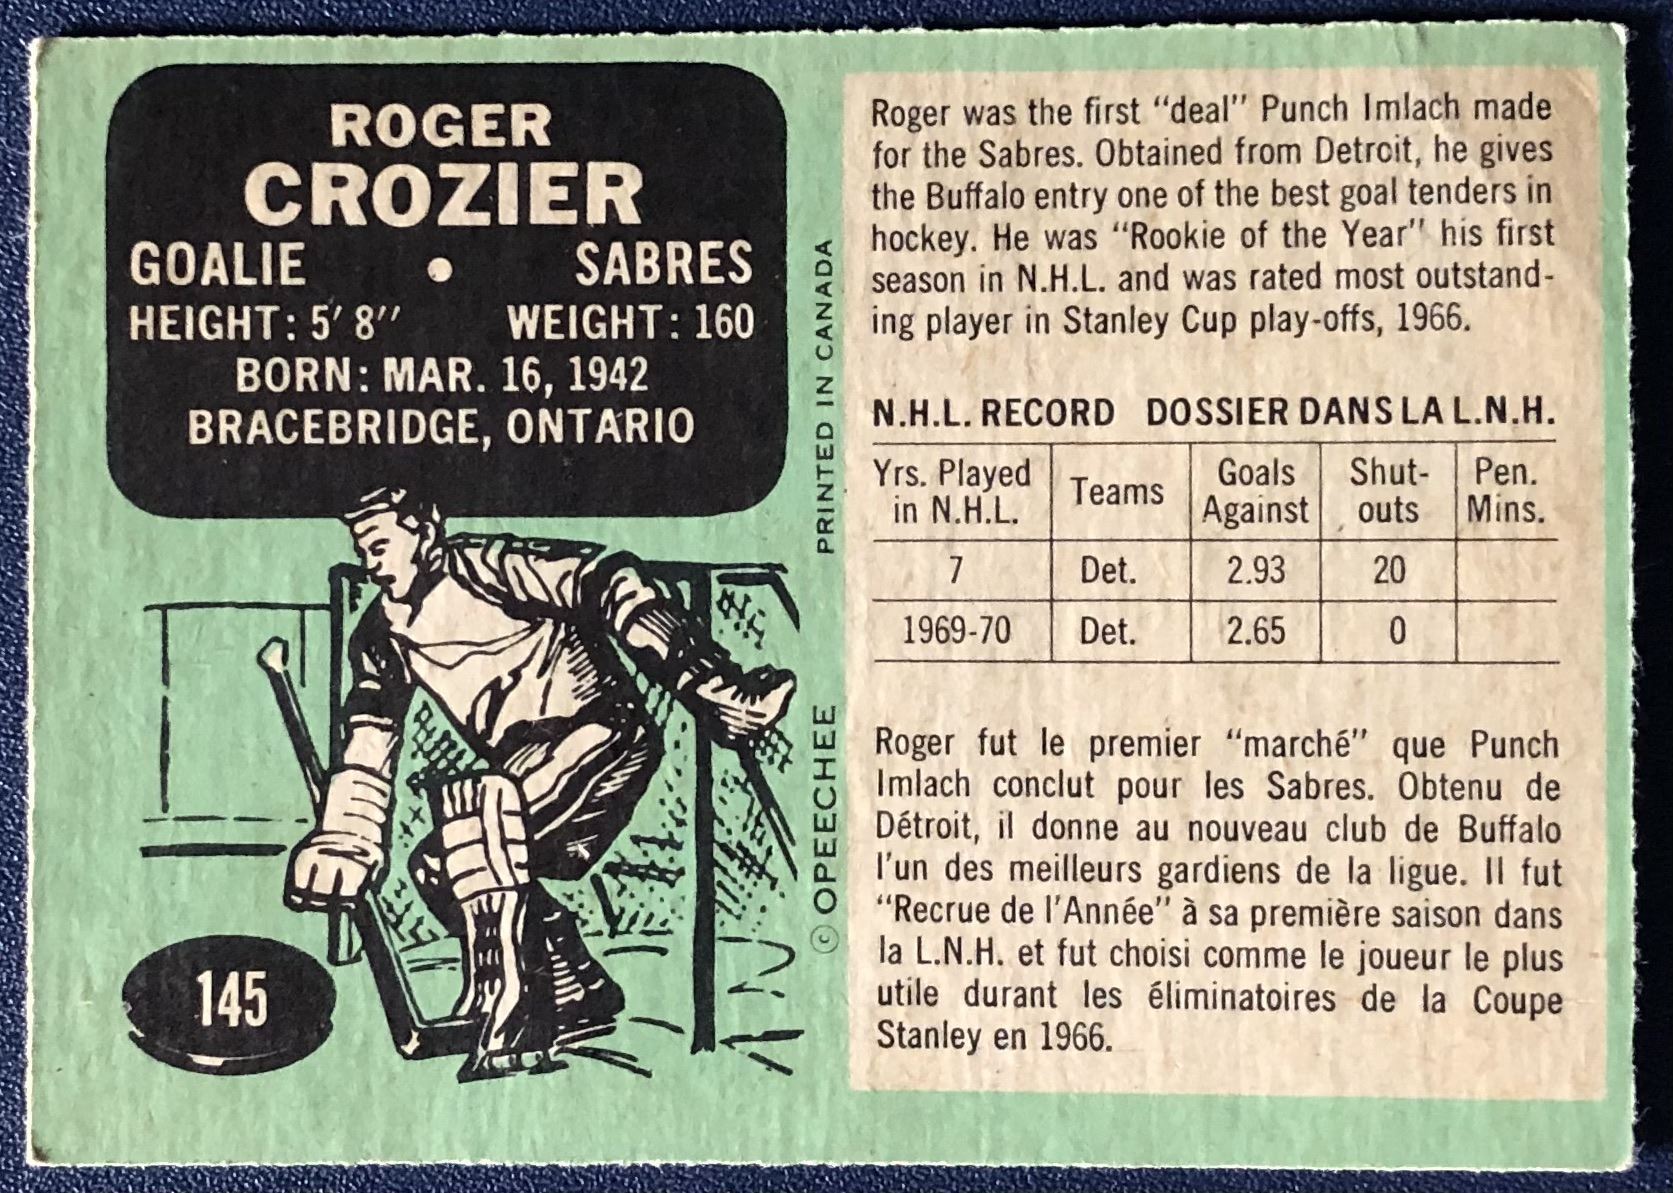 ROGER
CROZIER
GOALIE • SABRES
HEIGHT: 5' 8" WEIGHT: 160
BORN: MAR. 16, 1942
BRACEBRIDGE, ONTARIO
145
© OPEECHEE PRINTED IN CANADA
Roger was the first "deal" Punch Imlach made
for the Sabres. Obtained from Detroit, he gives
the Buffalo entry one of the best goal tenders in
hockey. He was "Rookie of the Year" his first
season in N.H.L. and was rated most outstand-
ing player in Stanley Cup play-offs, 1966.
N.H.L. RECORD DOSSIER DANS LA L.N.H.
Yrs. Played Teams Goals Shut- Pen.
in N.H.L. Against outs Mins.
7 Det. 2.93 20
1969-70 Det. 2.65 0
Roger fut le premier "marché" que Punch
Imlach conclut pour les Sabres. Obtenu de
Détroit, il donne au nouveau club de Buffalo
l'un des meilleurs gardiens de la ligue. Il fut
"Recrue de l'Année" à sa première saison dans
la L.N.H. et fut choisi comme le joueur le plus
utile durant les éliminatoires de la Coupe
Stanley en 1966.